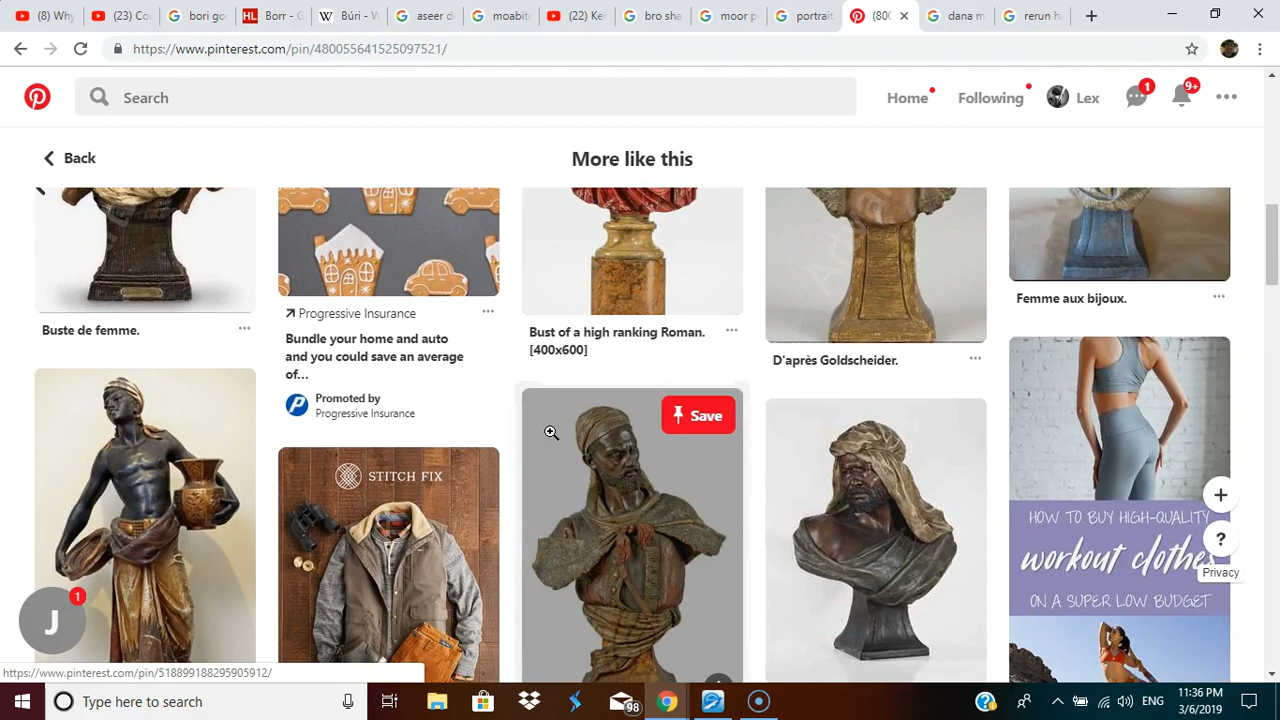 (8) Why
(23) Co
bori go
Borr - G
Búri - W
aseer di
moabite
(22) Ke
bro sha
moor p
portrait
(80
dana m
rerun h
https://www.pinterest.com/pin/480055641525097521/
Search
Home
Following
Lex
1
9+
Back
More like this
Buste de femme.
Progressive Insurance
Bundle your home and auto
and you could save an average
of...
Promoted by
Progressive Insurance
Bust of a high ranking Roman.
[400x600]
D'après Goldscheider.
Femme aux bijoux.
Save
STITCH FIX
HOW TO BUY HIGH-QUALITY
workout clothes
ON A SUPER LOW BUDGET
?
Privacy
J
1
https://www.pinterest.com/pin/518899188295905912/
Type here to search
98
ENG
11:36 PM
3/6/2019